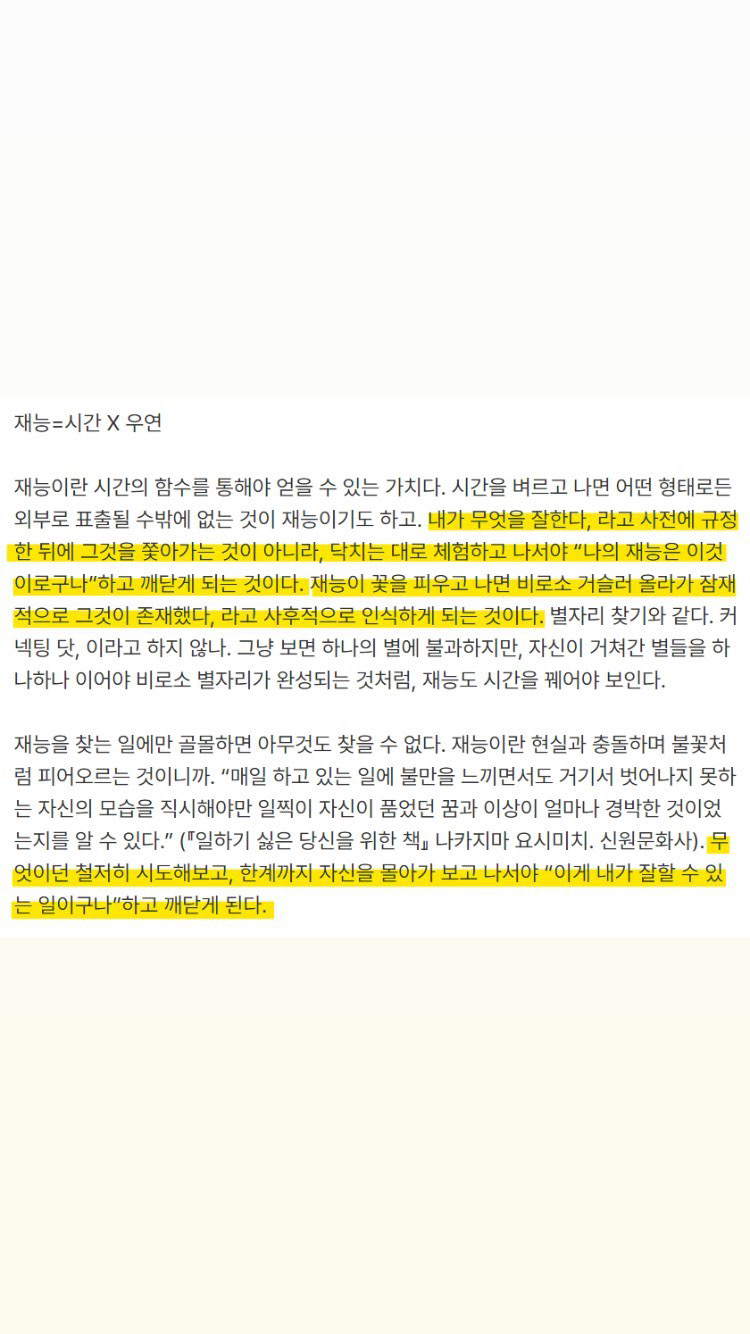 재능=시간 X 우연
재능이란 시간의 함수를 통해야 얻을 수 있는 가치다. 시간을 벼르고 나면 어떤 형태로든
외부로 표출될 수밖에 없는 것이 재능이기도 하고. 내가 무엇을 잘한다, 라고 사전에 규정
한 뒤에 그것을 쫓아가는 것이 아니라, 닥치는 대로 체험하고 나서야 “나의 재능은 이것
이로구나”하고 깨닫게 되는 것이다. 재능이 꽃을 피우고 나면 비로소 거슬러 올라가 잠재
적으로 그것이 존재했다, 라고 사후적으로 인식하게 되는 것이다. 별자리 찾기와 같다. 커
넥팅 닷, 이라고 하지 않나. 그냥 보면 하나의 별에 불과하지만, 자신이 거쳐간 별들을 하
나하나 이어야 비로소 별자리가 완성되는 것처럼, 재능도 시간을 꿰어야 보인다.
재능을 찾는 일에만 골몰하면 아무것도 찾을 수 없다. 재능이란 현실과 충돌하며 불꽃처
럼 피어오르는 것이니까. “매일 하고 있는 일에 불만을 느끼면서도 거기서 벗어나지 못하
는 자신의 모습을 직시해야만 일찍이 자신이 품었던 꿈과 이상이 얼마나 경박한 것이었
는지를 알 수 있다.” (『일하기 싫은 당신을 위한 책』 나카지마 요시미치. 신원문화사). 무
엇이던 철저히 시도해보고, 한계까지 자신을 몰아가 보고 나서야 “이게 내가 잘할 수 있
는 일이구나”하고 깨닫게 된다.